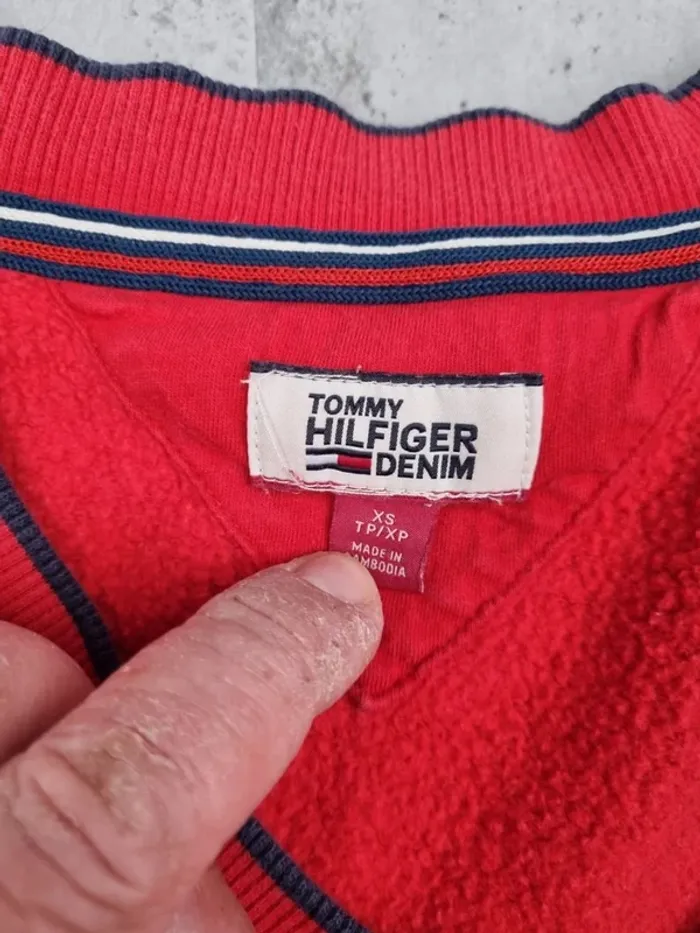 TOMMY
HILFIGER
DENIM
XS
TP/XP
MADE IN
CAMBODIA